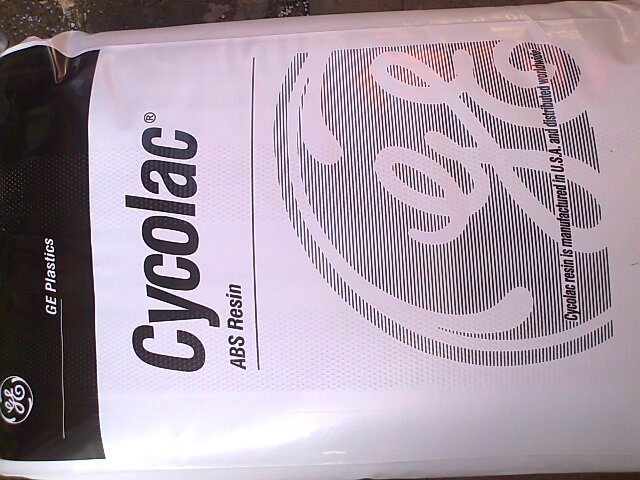 GE Plastics
Cycolac®
ABS Resin
Cycolac resin is manufactured in U.S.A. and distributed worldwide.